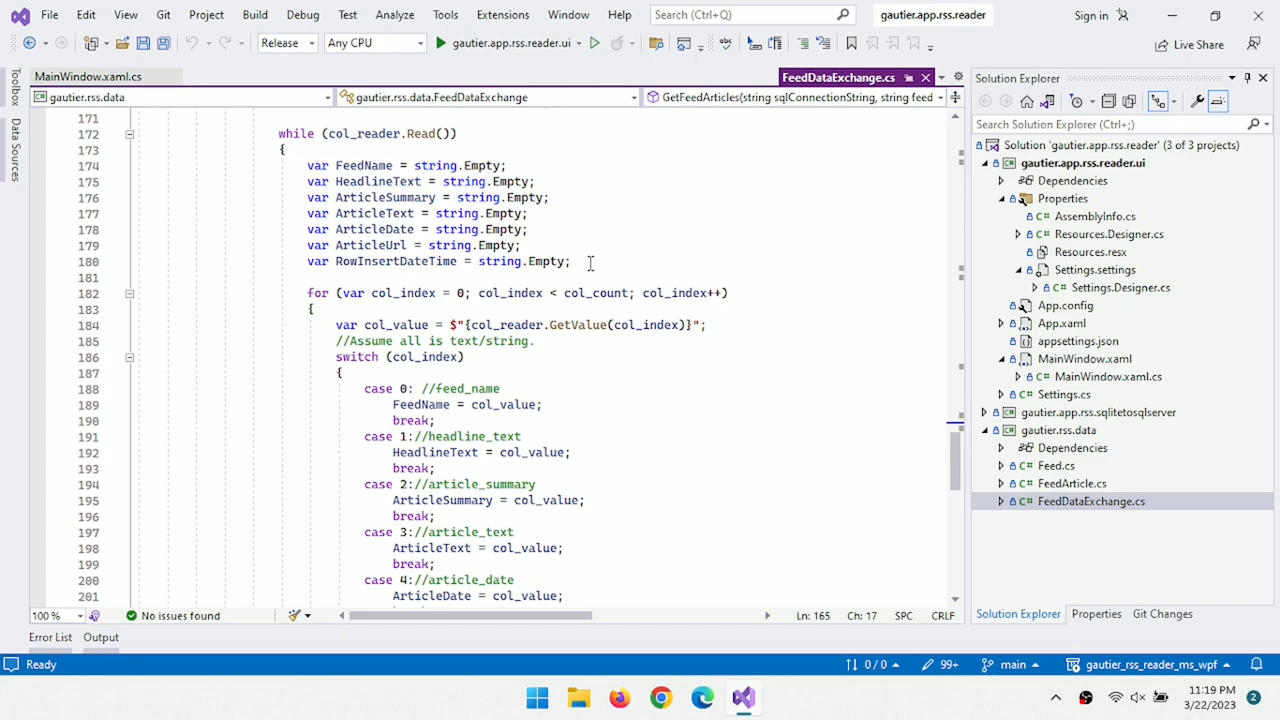 File Edit View Git Project Build Debug Test Analyze Tools Extensions Window Help Search (Ctrl+Q) gautier.app.rss.reader Sign in
Release Any CPU gautier.app.rss.reader.ui Live Share
Toolbox
Data Sources
MainWindow.xaml.cs FeedDataExchange.cs
gautier.rss.data gautier.rss.data.FeedDataExchange GetFeedArticles(string sqlConnectionString, string feed
171
172 while (col_reader.Read())
173 {
174 var FeedName = string.Empty;
175 var HeadlineText = string.Empty;
176 var ArticleSummary = string.Empty;
177 var ArticleText = string.Empty;
178 var ArticleDate = string.Empty;
179 var ArticleUrl = string.Empty;
180 var RowInsertDateTime = string.Empty;
181
182 for (var col_index = 0; col_index < col_count; col_index++)
183 {
184 var col_value = $"{col_reader.GetValue(col_index)}";
185 //Assume all is text/string.
186 switch (col_index)
187 {
188 case 0: //feed_name
189 FeedName = col_value;
190 break;
191 case 1://headline_text
192 HeadlineText = col_value;
193 break;
194 case 2://article_summary
195 ArticleSummary = col_value;
196 break;
197 case 3://article_text
198 ArticleText = col_value;
199 break;
200 case 4://article_date
201 ArticleDate = col_value;
100 % No issues found Ln: 165 Ch: 17 SPC CRLF
Error List Output
Solution Explorer
Search Solution Explorer (Ctrl+;)
Solution 'gautier.app.rss.reader' (3 of 3 projects)
gautier.app.rss.reader.ui
Dependencies
Properties
C# AssemblyInfo.cs
C# Resources.Designer.cs
Resources.resx
Settings.settings
C# Settings.Designer.cs
App.config
App.xaml
appsettings.json
MainWindow.xaml
C# MainWindow.xaml.cs
C# Settings.cs
gautier.app.rss.sqlitetosqlserver
gautier.rss.data
Dependencies
C# Feed.cs
C# FeedArticle.cs
C# FeedDataExchange.cs
Solution Explorer Properties Git Changes
Ready 0 / 0 99+ main gautier_rss_reader_ms_wpf
11:19 PM
3/22/2023
2